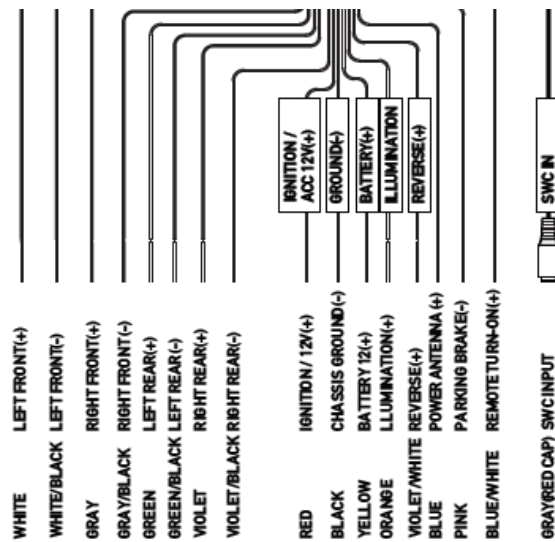 IGNITION /
ACC 12V(+)
GROUND(-)
BATTERY(+)
ILLUMINATION
REVERSE(+)
SWC IN
WHITE LEFT FRONT(+)
WHITE/BLACK LEFT FRONT(-)
GRAY RIGHT FRONT(+)
GRAY/BLACK RIGHT FRONT(-)
GREEN LEFT REAR(+)
GREEN/BLACK LEFT REAR(-)
VIOLET RIGHT REAR(+)
VIOLET/BLACK RIGHT REAR(-)
RED IGNITION / 12V(+)
BLACK CHASSIS GROUND(-)
YELLOW BATTERY 12(+)
ORANGE LLUMINATION(+)
VIOLET/WHITE REVERSE(+)
BLUE POWER ANTENNA (+)
PINK PARKING BRAKE(-)
BLUE/WHITE REMOTE TURN-ON(+)
GRAY(RED CAP) SWC INPUT